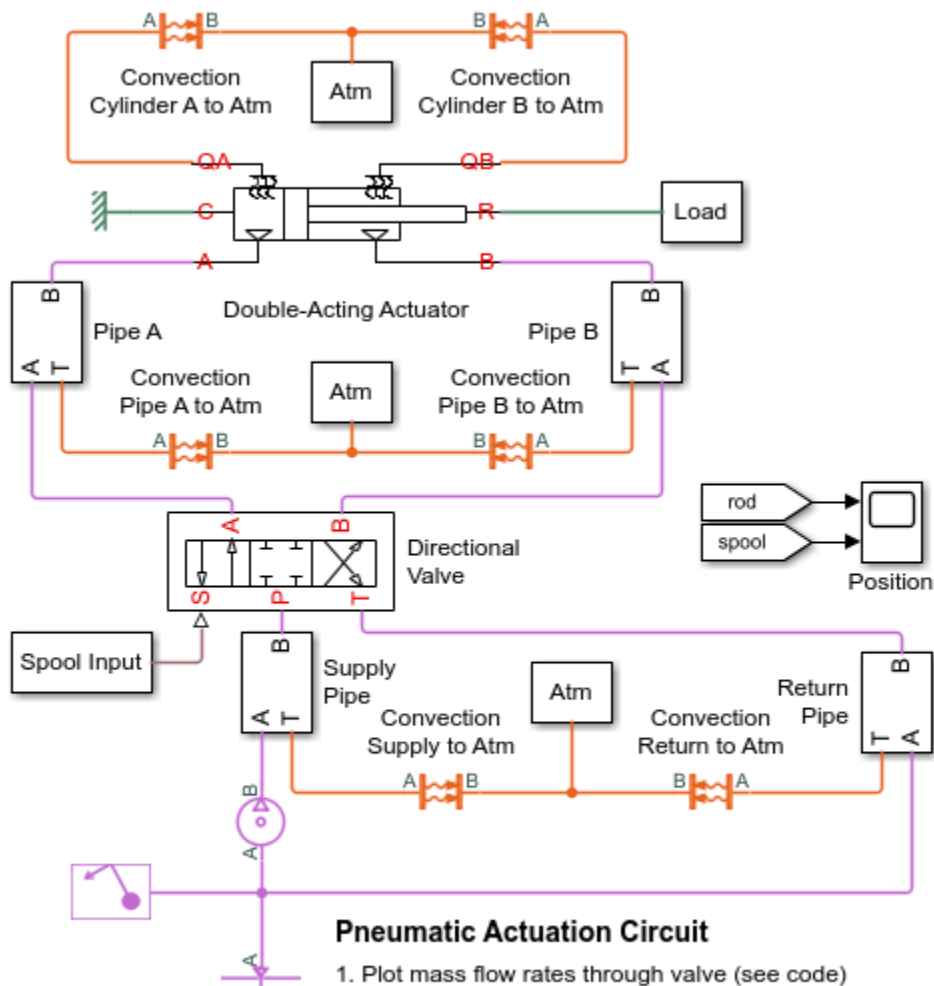 A B
B A
Convection
Cylinder A to Atm
Atm
Convection
Cylinder B to Atm
QA
QB
C
R
Load
A
B
B
Pipe A
A T
Double-Acting Actuator
B
Pipe B
T A
Convection
Pipe A to Atm
Atm
Convection
Pipe B to Atm
A B
B A
rod
spool
Position
A
B
Directional
Valve
S
P
T
Spool Input
B
Supply
Pipe
A T
Atm
B
Return
Pipe
T A
Convection
Supply to Atm
Convection
Return to Atm
A B
B A
B
A
A
Pneumatic Actuation Circuit
1. Plot mass flow rates through valve (see code)